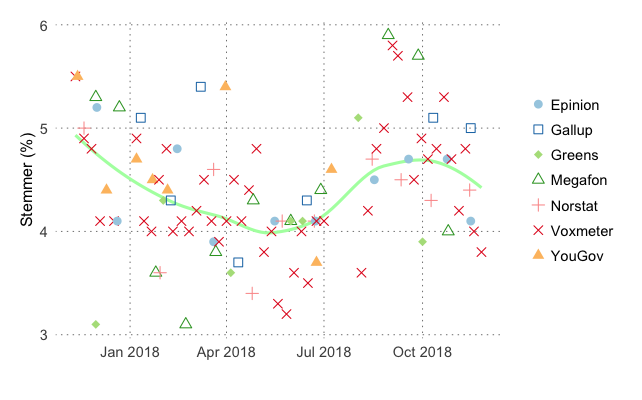 6
5
4
3
Stemmer (%)
Jan 2018 Apr 2018 Jul 2018 Oct 2018
Epinion
Gallup
Greens
Megafon
Norstat
Voxmeter
YouGov